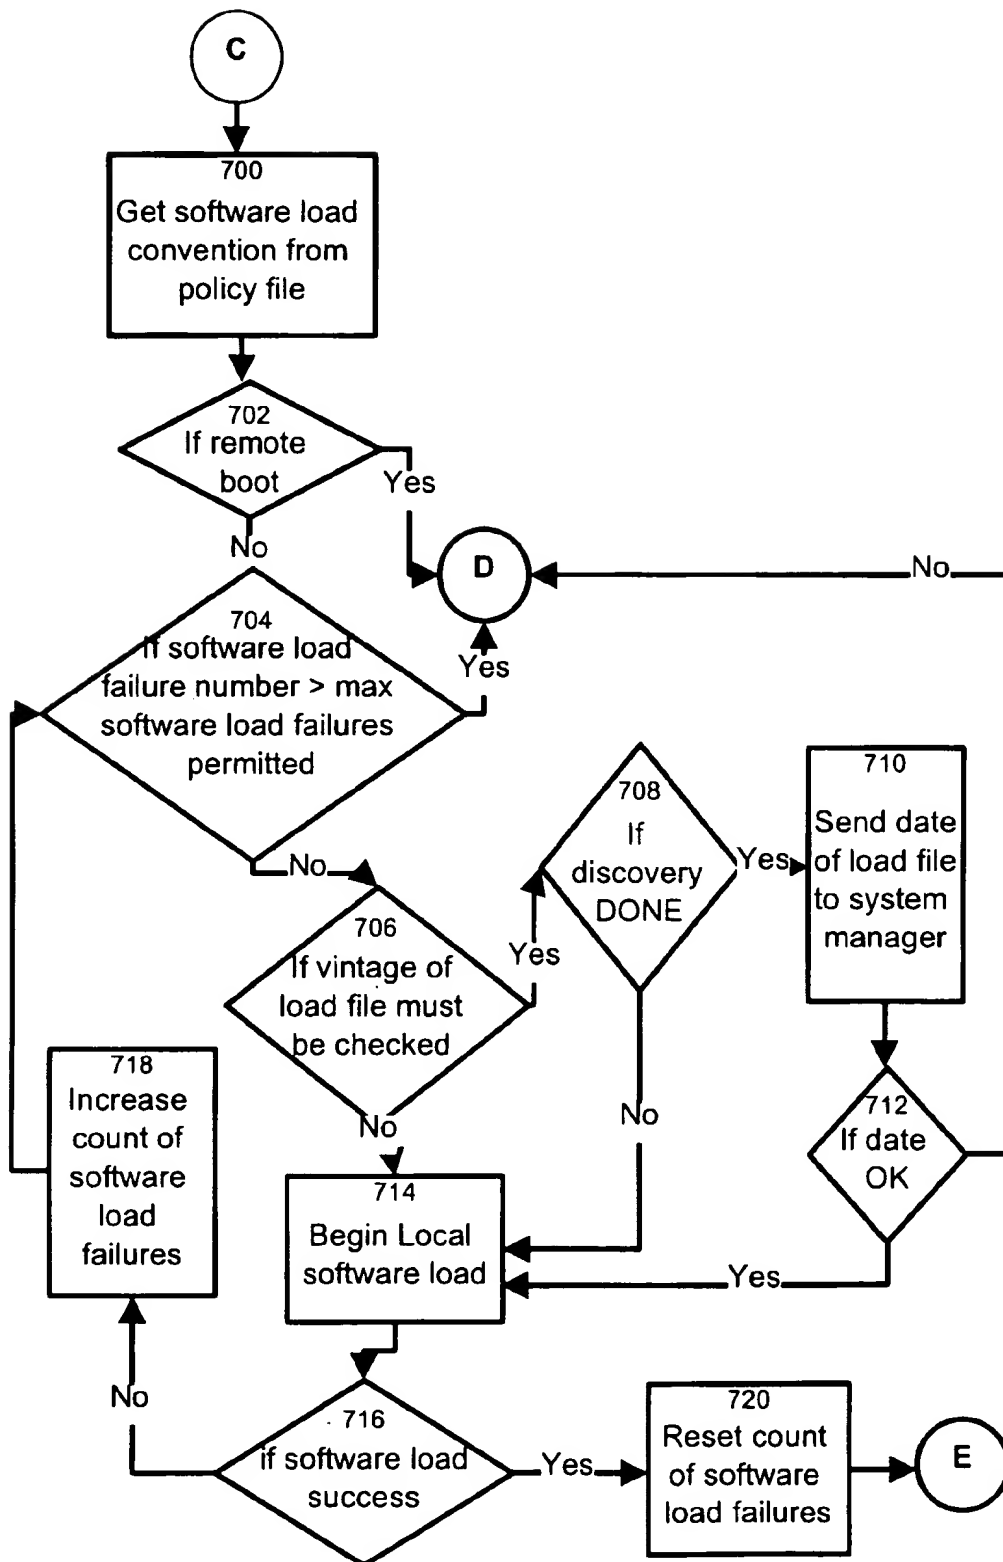 C
700
Get software load
convention from
policy file
702
If remote
boot
Yes
No
D
No
704
If software load
failure number > max
software load failures
permitted
Yes
No
706
If vintage of
load file must
be checked
Yes
708
If
discovery
DONE
Yes
710
Send date
of load file
to system
manager
No
No
712
If date
OK
Yes
714
Begin Local
software load
718
Increase
count of
software
load
failures
No
716
if software load
success
Yes
720
Reset count
of software
load failures
E